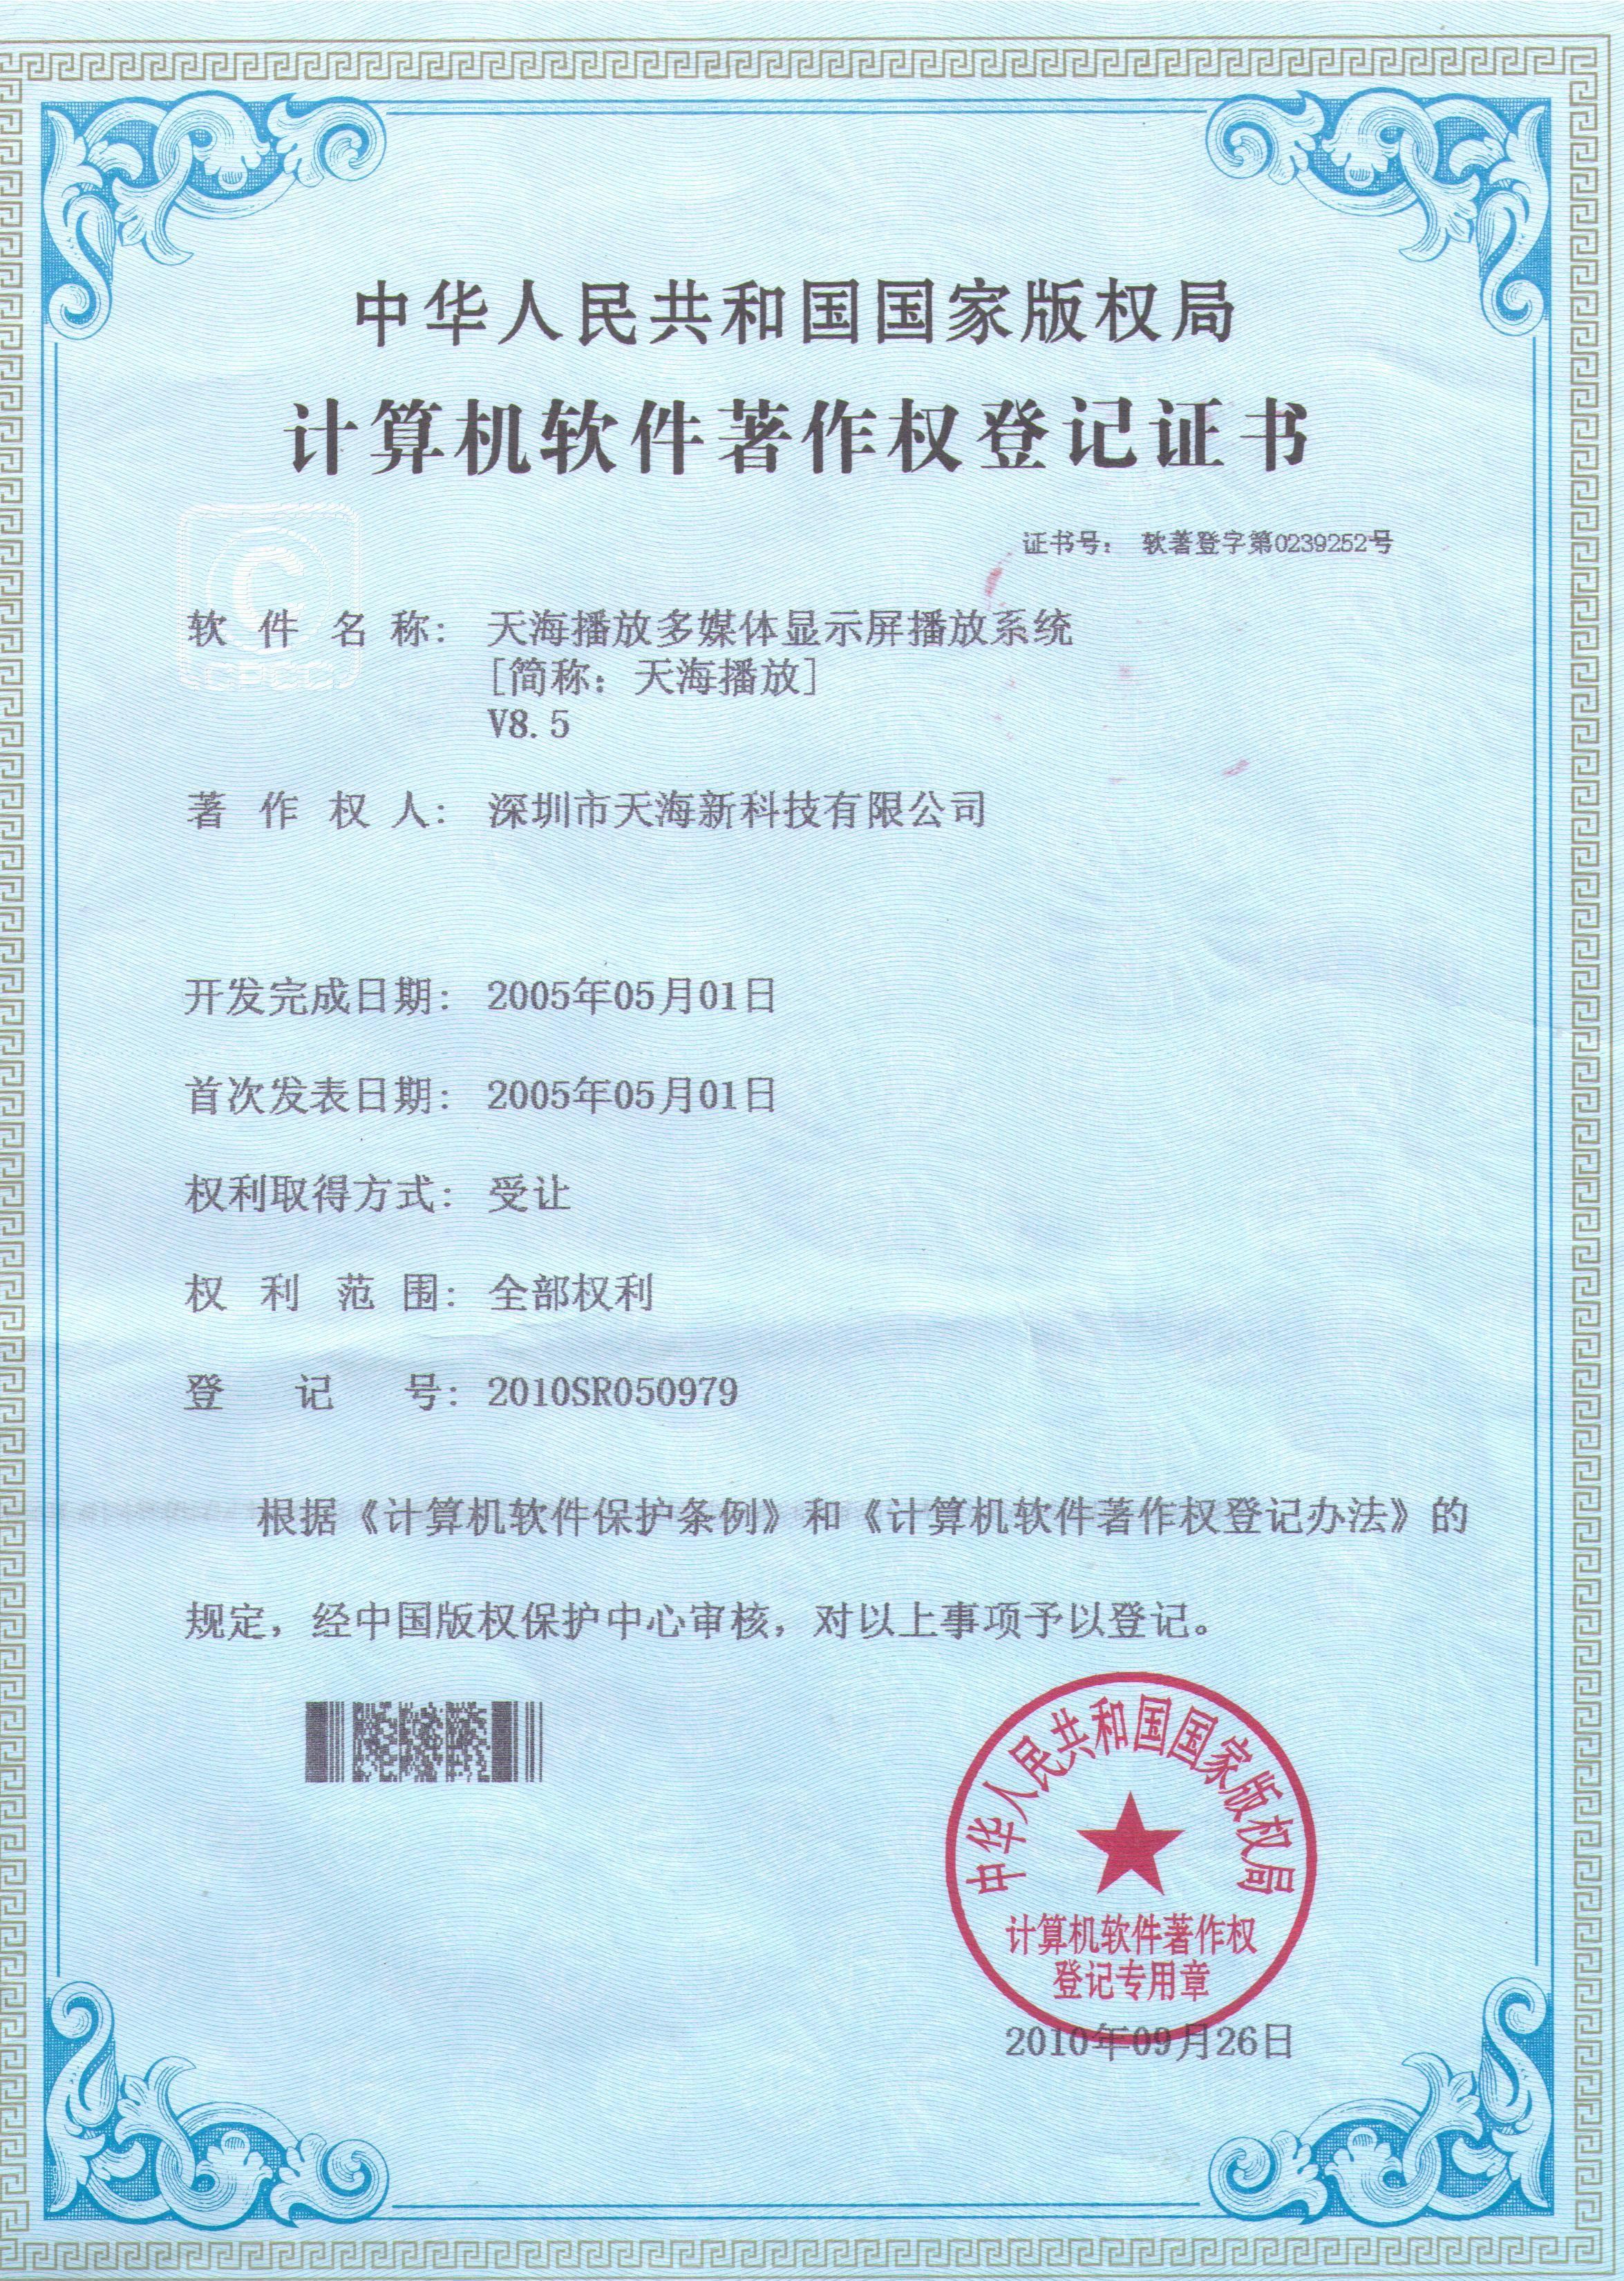 中华人民共和国国家版权局
计算机软件著作权登记证书
证书号： 软著登字第0239252号
软件名称： 天海播放多媒体显示屏播放系统
[简称：天海播放]
V8.5
CPCC
著作权人： 深圳市天海新科技有限公司
开发完成日期： 2005年05月01日
首次发表日期： 2005年05月01日
权利取得方式： 受让
权利范围： 全部权利
登记号： 2010SR050979
根据《计算机软件保护条例》和《计算机软件著作权登记办法》的
规定，经中国版权保护中心审核，对以上事项予以登记。
中华人民共和国国家版权局
计算机软件著作权
登记专用章
2010年09月26日